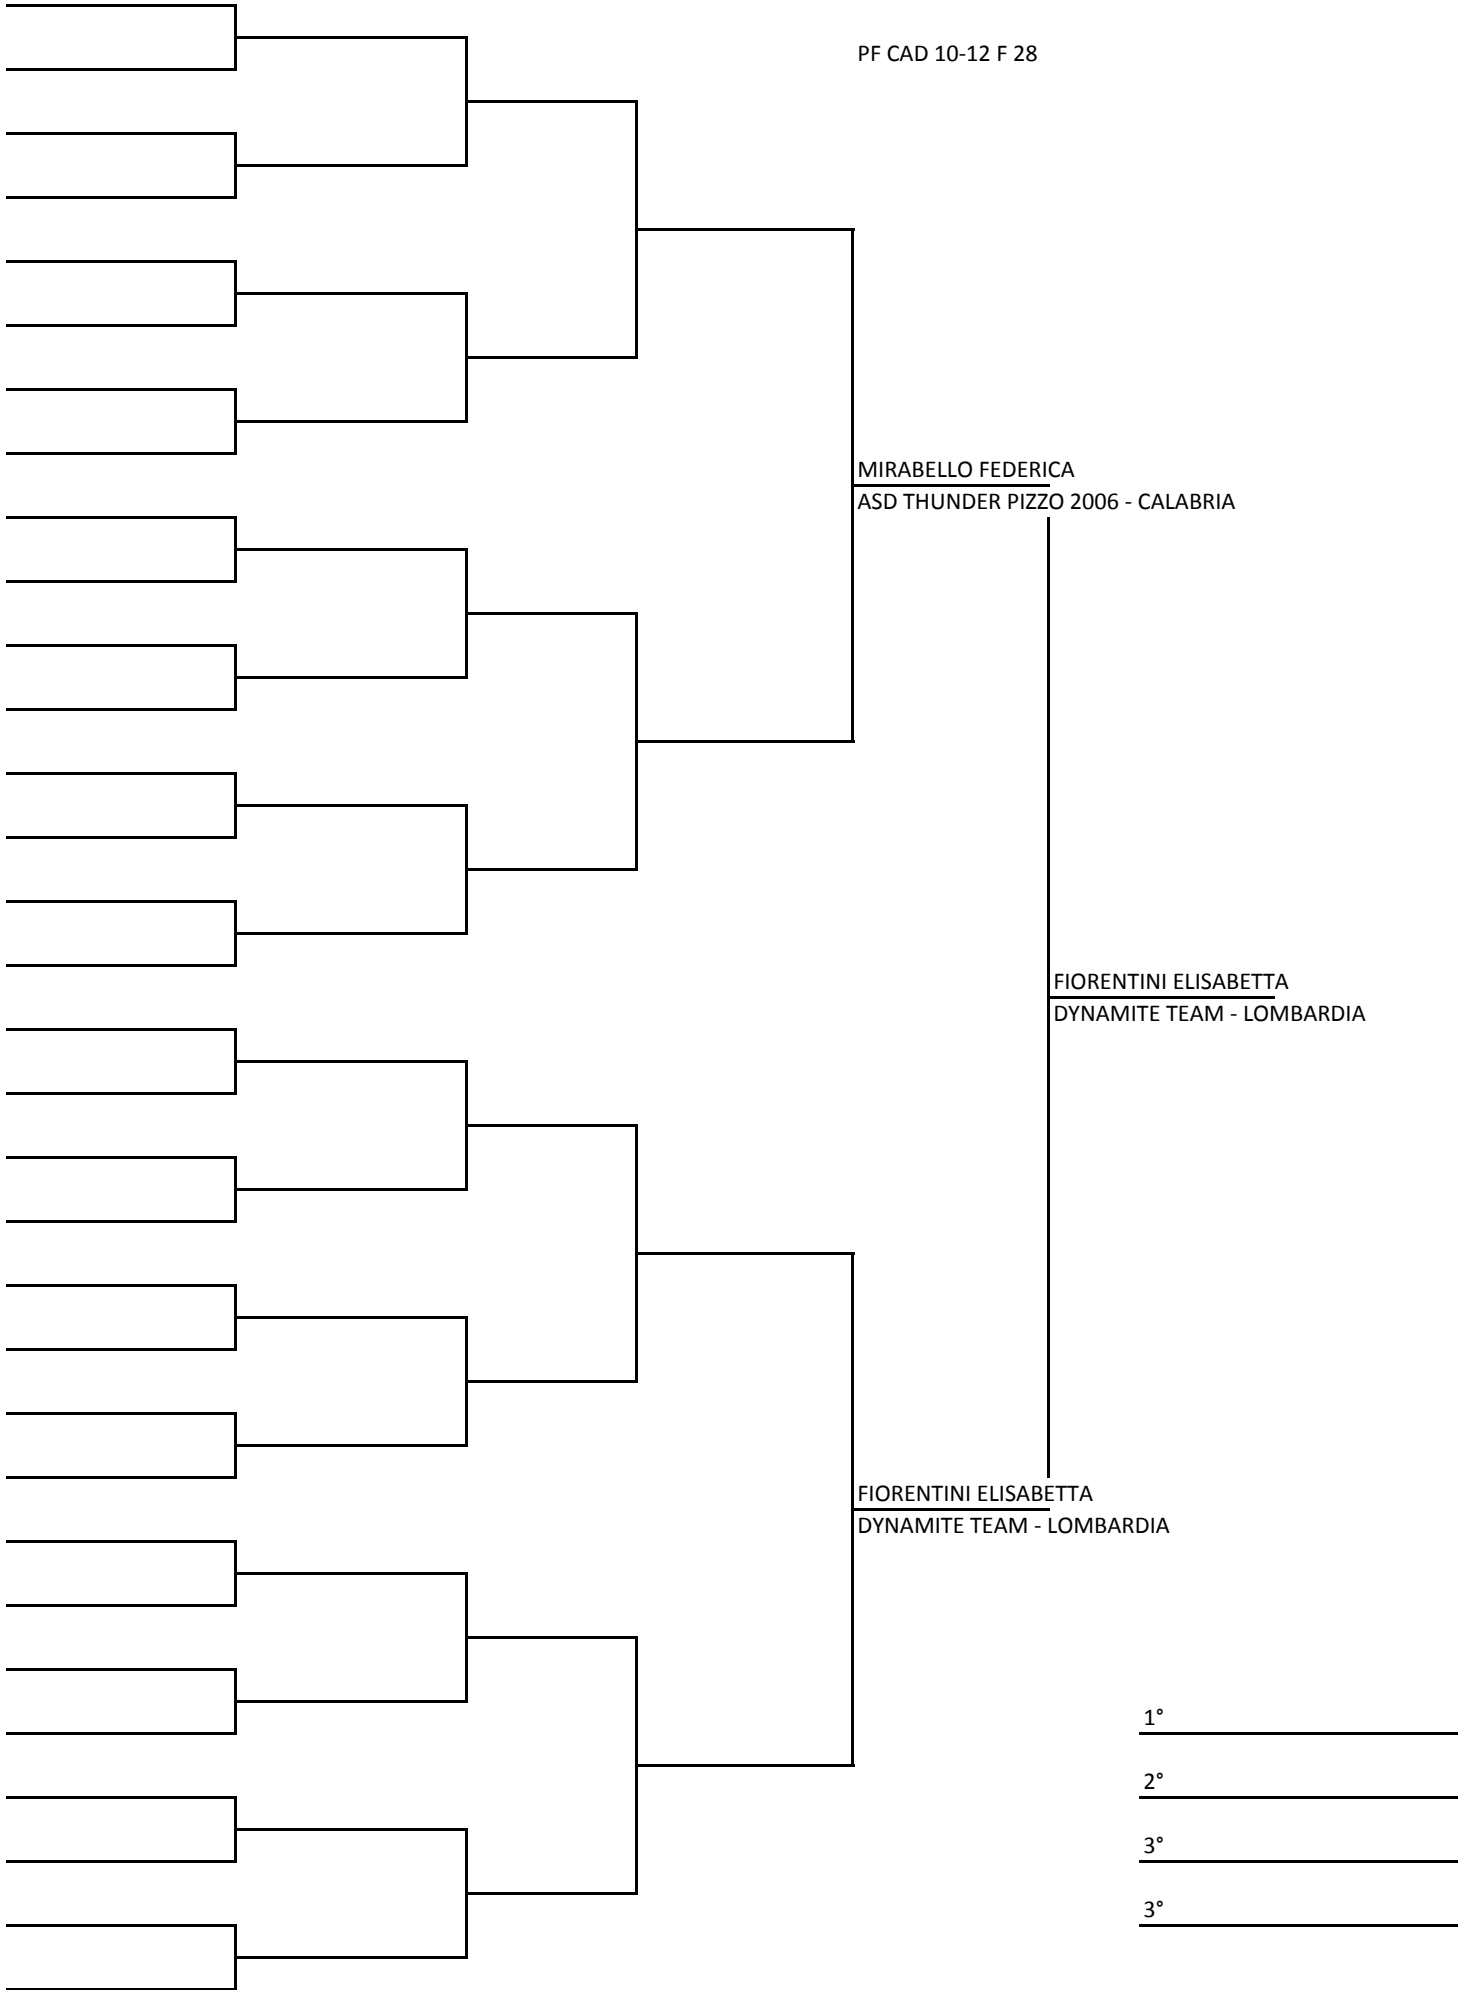 PF CAD 10-12 F 28
MIRABELLO FEDERICA
ASD THUNDER PIZZO 2006 - CALABRIA
FIORENTINI ELISABETTA
DYNAMITE TEAM - LOMBARDIA
FIORENTINI ELISABETTA
DYNAMITE TEAM - LOMBARDIA
1°
2°
3°
3°